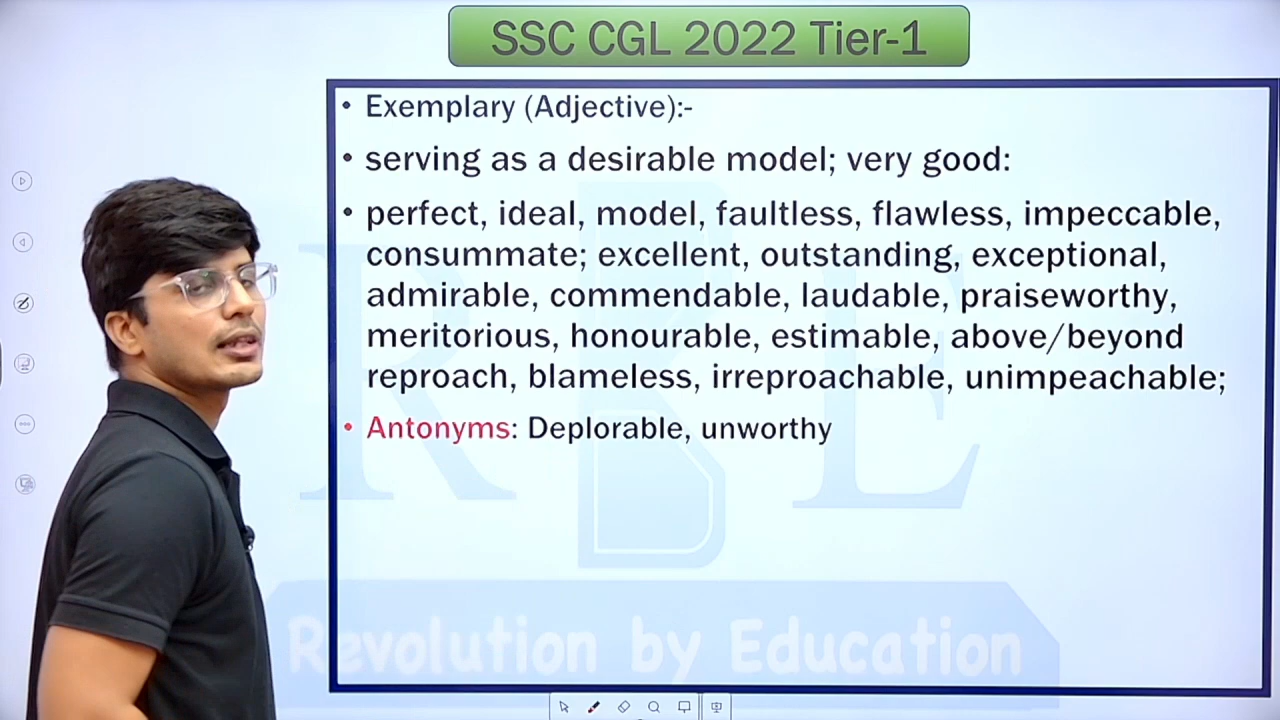 SSC CGL 2022 Tier-1
• Exemplary (Adjective):-
• serving as a desirable model; very good:
• perfect, ideal, model, faultless, flawless, impeccable,
consummate; excellent, outstanding, exceptional,
admirable, commendable, laudable, praiseworthy,
meritorious, honourable, estimable, above/beyond
reproach, blameless, irreproachable, unimpeachable;
• Antonyms: Deplorable, unworthy
RBE
Revolution by Education